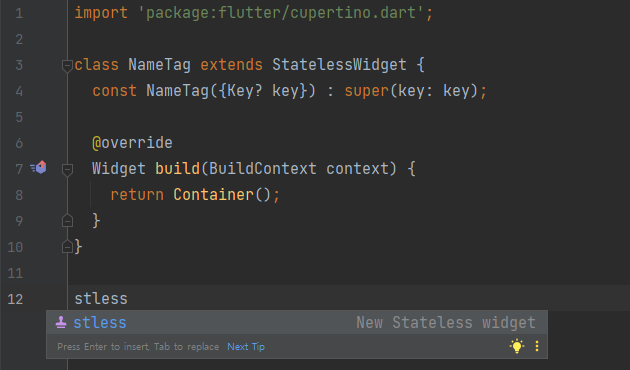 1 import 'package:flutter/cupertino.dart';
2
3 class NameTag extends StatelessWidget {
4 const NameTag({Key? key}) : super(key: key);
5
6 @override
7 Widget build(BuildContext context) {
8 return Container();
9 }
10 }
11
12 stless
stless New Stateless widget
Press Enter to insert, Tab to replace Next Tip